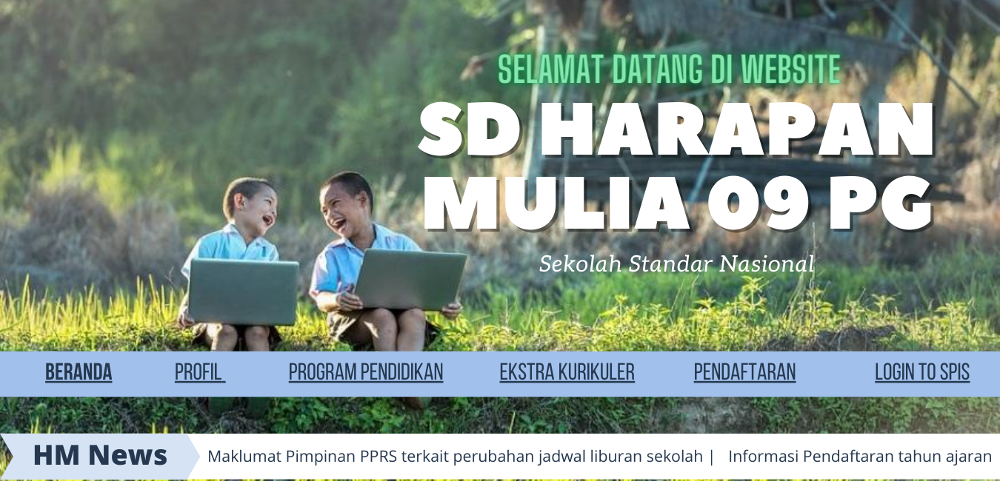 SELAMAT DATANG DI WEBSITE
SD HARAPAN
MULIA 09 PG
Sekolah Standar Nasional
BERANDA PROFIL PROGRAM PENDIDIKAN EKSTRA KURIKULER PENDAFTARAN LOGIN TO SPIS
HM News Maklumat Pimpinan PPRS terkait perubahan jadwal liburan sekolah | Informasi Pendaftaran tahun ajaran